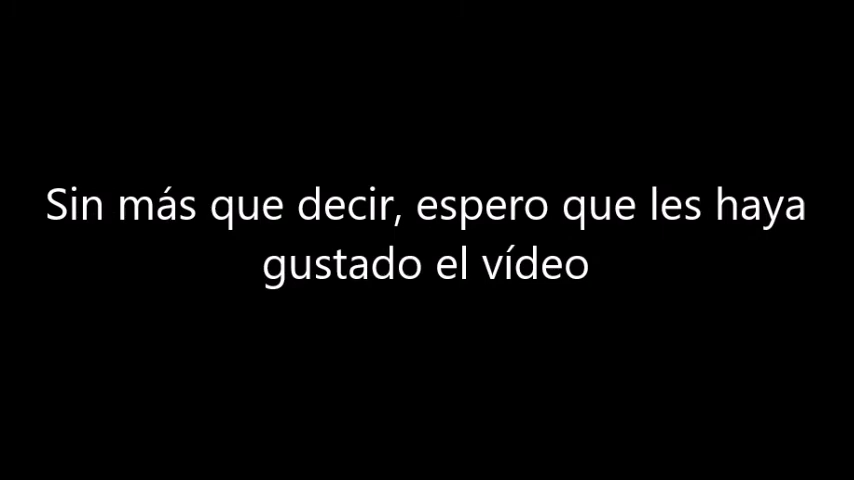 Sin más que decir, espero que les haya
gustado el vídeo